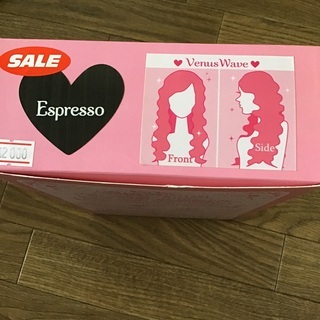 SALE
Espresso
♥ Venus Wave ♥
Front
Side